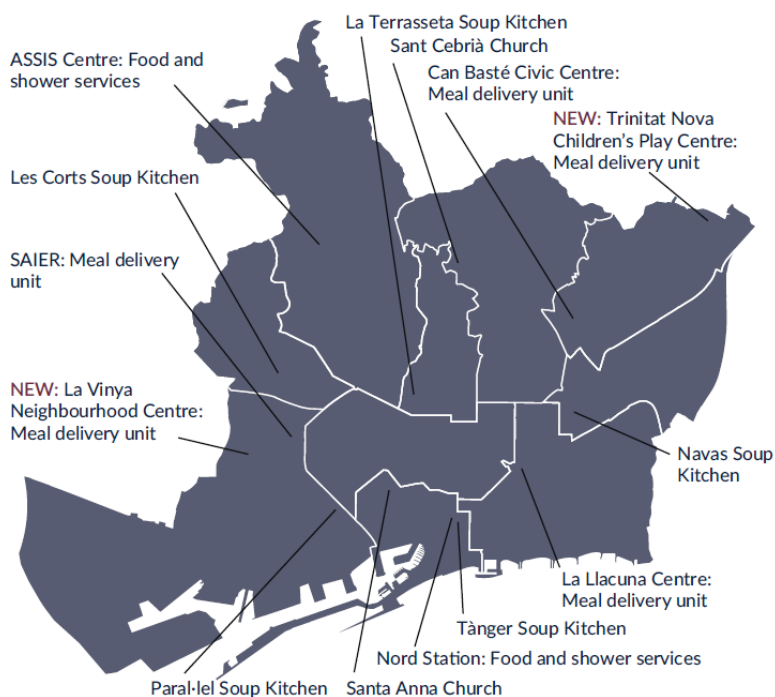 La Terrasseta Soup Kitchen
Sant Cebrià Church
ASSIS Centre: Food and
shower services
Can Basté Civic Centre:
Meal delivery unit
NEW: Trinitat Nova
Children's Play Centre:
Meal delivery unit
Les Corts Soup Kitchen
SAIER: Meal delivery
unit
NEW: La Vinya
Neighbourhood Centre:
Meal delivery unit
Navas Soup
Kitchen
La Llacuna Centre:
Meal delivery unit
Tànger Soup Kitchen
Nord Station: Food and shower services
Paral·lel Soup Kitchen
Santa Anna Church